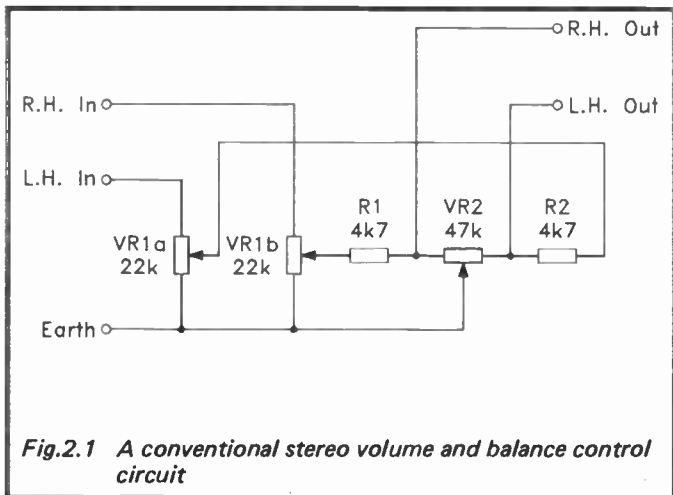 R.H. Out
R.H. In
L.H. Out
L.H. In
R1
4k7
VR2
47k
R2
4k7
VR1a
22k
VR1b
22k
Earth
Fig.2.1 A conventional stereo volume and balance control
circuit